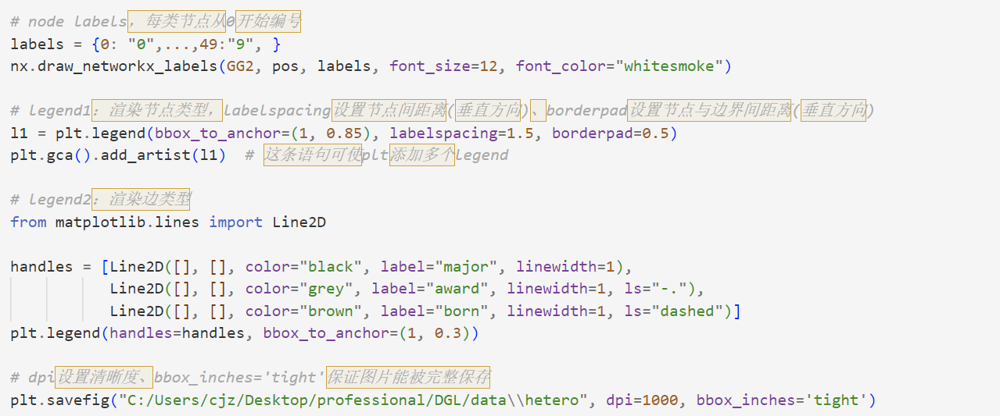 # node labels，每类节点从0开始编号
labels = {0: "0",...,49:"9", }
nx.draw_networkx_labels(GG2, pos, labels, font_size=12, font_color="whitesmoke")
# legend1：渲染节点类型，labelspacing设置节点间距离(垂直方向)、borderpad设置节点与边界间距离(垂直方向)
l1 = plt.legend(bbox_to_anchor=(1, 0.85), labelspacing=1.5, borderpad=0.5)
plt.gca().add_artist(l1)  # 这条语句可使plt添加多个legend
# legend2：渲染边类型
from matplotlib.lines import Line2D
handles = [Line2D([], [], color="black", label="major", linewidth=1),
Line2D([], [], color="grey", label="award", linewidth=1, ls="-."),
Line2D([], [], color="brown", label="born", linewidth=1, ls="dashed")]
plt.legend(handles=handles, bbox_to_anchor=(1, 0.3))
# dpi设置清晰度、bbox_inches='tight'保证图片能被完整保存
plt.savefig("C:/Users/cjz/Desktop/professional/DGL/data\\hetero", dpi=1000, bbox_inches='tight')